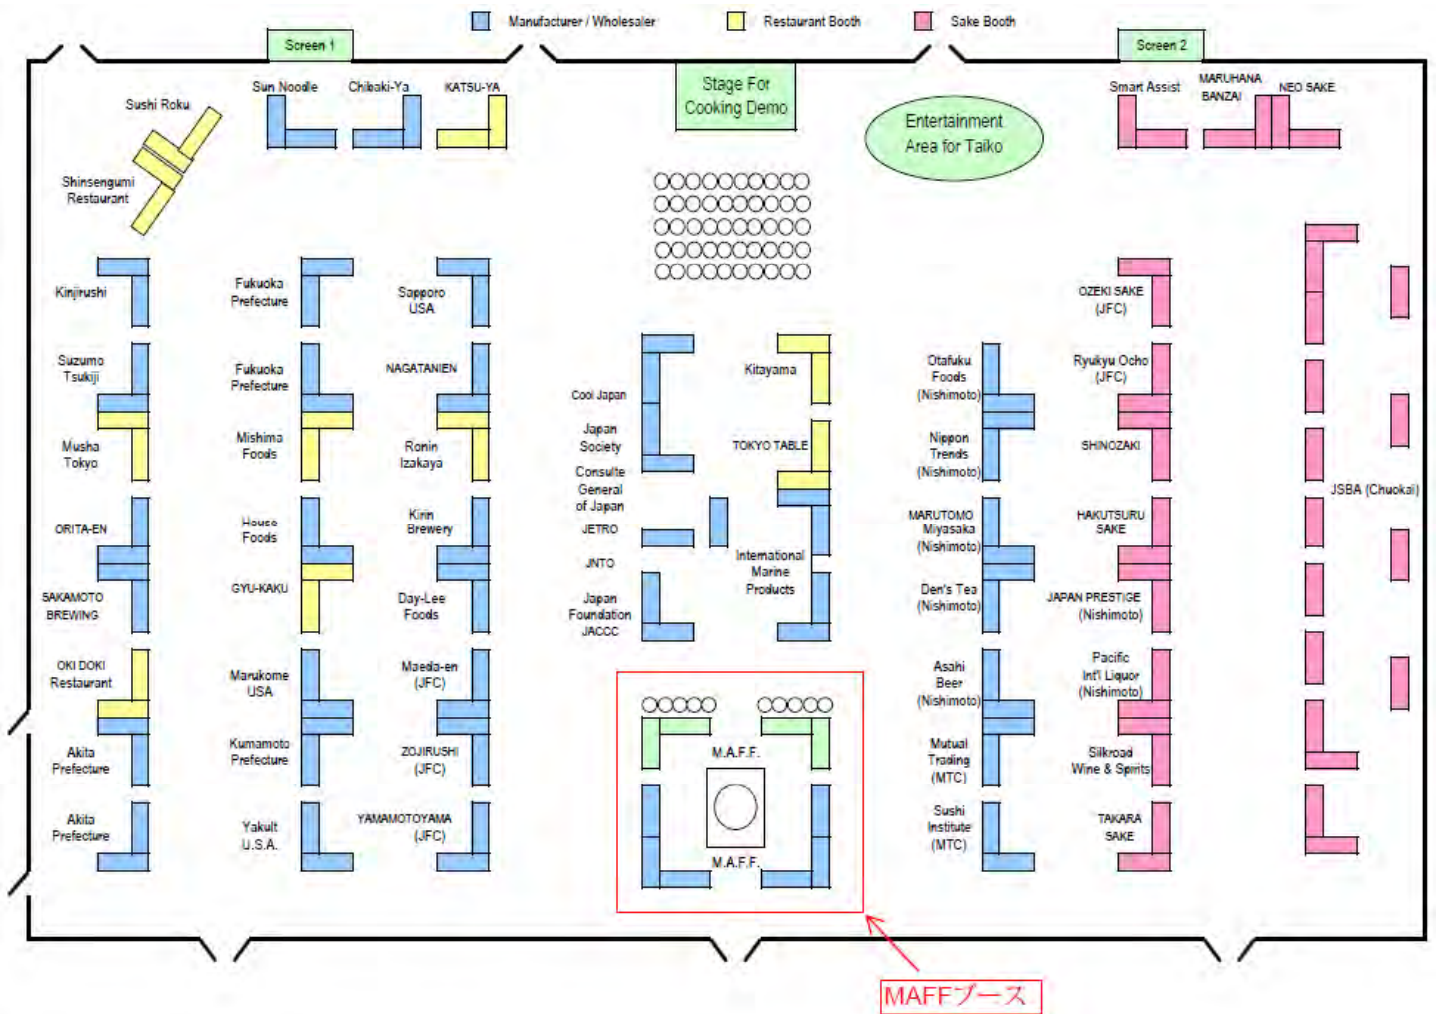 Manufacturer / Wholesaler
Restaurant Booth
Sake Booth
Screen 1
Screen 2
Stage For
Cooking Demo
Entertainment
Area for Taiko
Sushi Roku
Sun Noodle
Chibaki-Ya
KATSU-YA
Smart Assist
MARUHANA
BANZAI
NEO SAKE
Shinsengumi
Restaurant
Kinjirushi
Suzumo
Tsukiji
Musha
Tokyo
ORITA-EN
SAKAMOTO
BREWING
OKI DOKI
Restaurant
Akita
Prefecture
Akita
Prefecture
Fukuoka
Prefecture
Fukuoka
Prefecture
Mishima
Foods
House
Foods
GYU-KAKU
Marukome
USA
Kumamoto
Prefecture
Yakult
U.S.A.
Sapporo
USA
NAGATANIEN
Ronin
Izakaya
Kirin
Brewery
Day-Lee
Foods
Maeda-en
(JFC)
ZOJIRUSHI
(JFC)
YAMAMOTOYAMA
(JFC)
Cool Japan
Japan
Society
Consulte
General
of Japan
JETRO
JNTO
Japan
Foundation
JACCC
Kitayama
TOKYO TABLE
International
Marine
Products
M.A.F.F.
M.A.F.F.
Otafuku
Foods
(Nishimoto)
Nippon
Trends
(Nishimoto)
MARUTOMO
Miyasaka
(Nishimoto)
Den's Tea
(Nishimoto)
Asahi
Beer
(Nishimoto)
Mutual
Trading
(MTC)
Sushi
Institute
(MTC)
OZEKI SAKE
(JFC)
Ryukyu Ocho
(JFC)
SHINOZAKI
HAKUTSURU
SAKE
JAPAN PRESTIGE
(Nishimoto)
Pacific
Int'l Liquor
(Nishimoto)
Silkroad
Wine & Spirits
TAKARA
SAKE
JSBA (Chuokai)
MAFFブース